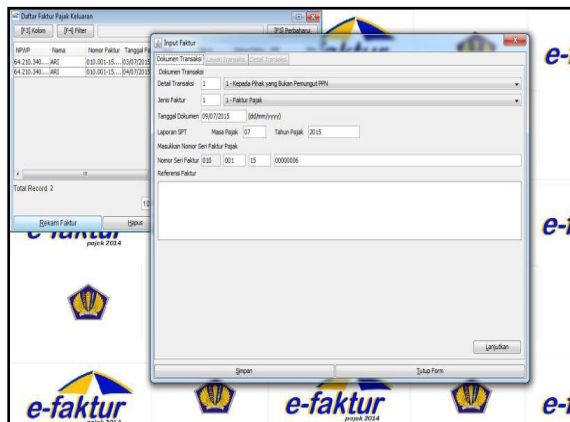 Daftar Faktur Pajak Keluaran
[F3] Kolom [F4] Filter [F5] Perbaharui
NPWP Nama Nomor Faktur Tanggal Fa
64.210.340.... ARI 010.001-15.... 03/07/2015
64.210.340.... ARI 010.001-15.... 04/07/2015
Total Record 2
10
Rekam Faktur Hapus
Input Faktur
Dokumen Transaksi Lawan Transaksi Detail Transaksi
Dokumen Transaksi
Detail Transaksi 1 1 - Kepada Pihak yang Bukan Pemungut PPN
Jenis Faktur 1 1 - Faktur Pajak
Tanggal Dokumen 09/07/2015 (dd/mm/yyyy)
Laporan SPT Masa Pajak 07 Tahun Pajak 2015
Masukkan Nomor Seri Faktur Pajak
Nomor Seri Faktur 010 001 15 00000006
Referensi Faktur
Lanjutkan
Simpan Tutup Form
e-
e-f
e-faktur
pajak 2014
e-f
e-faktur
pajak 2014
e-faktur
pajak 2014
e-f